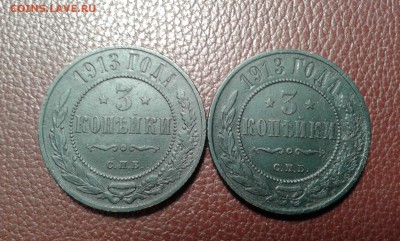 COINS.LAVE.RU
1913 ГОДА.
3
КОПѢЙКИ
С.П.Б.
1913 ГОДА.
3
КОПѢЙКИ
С.П.Б.